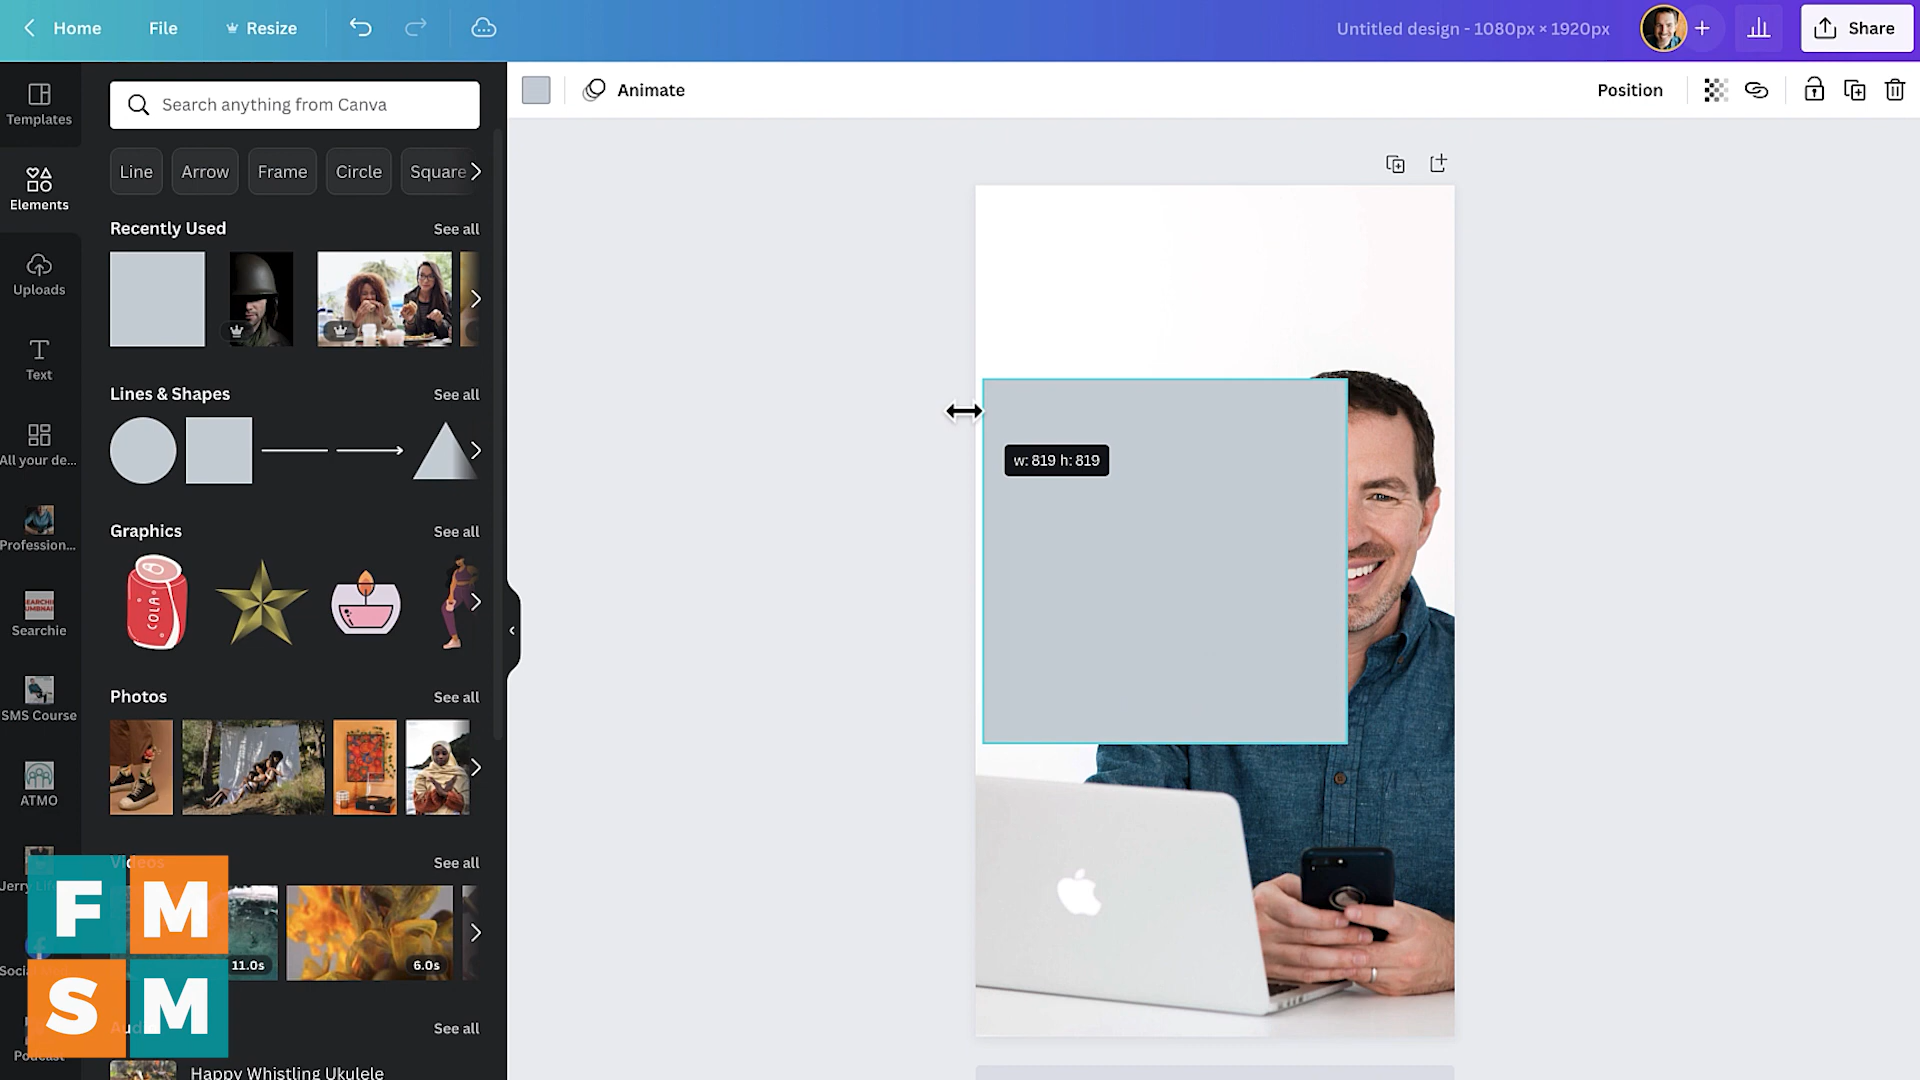 Home
File
Resize
Untitled design - 1080px × 1920px
Share
Templates
Elements
Uploads
Text
All your de...
Profession...
Searchie
SMS Course
ATMO
Podcast
Search anything from Canva
Line
Arrow
Frame
Circle
Square
Recently Used
See all
Lines & Shapes
See all
Graphics
See all
COLA
Photos
See all
Videos
See all
11.0s
6.0s
See all
Happy Whistling Ukulele
F M
S M
Animate
Position
w: 819 h: 819